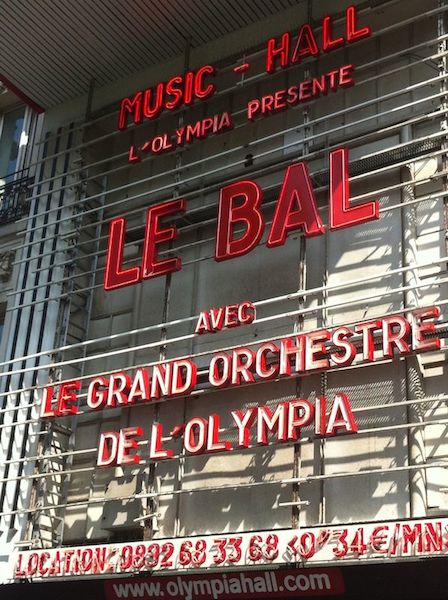 MUSIC - HALL
L'OLYMPIA PRESENTE
LE BAL
AVEC
LE GRAND ORCHESTRE
DE L'OLYMPIA
LOCATION: 0892 68 33 68 <0'34€/MN
www.olympiahall.com